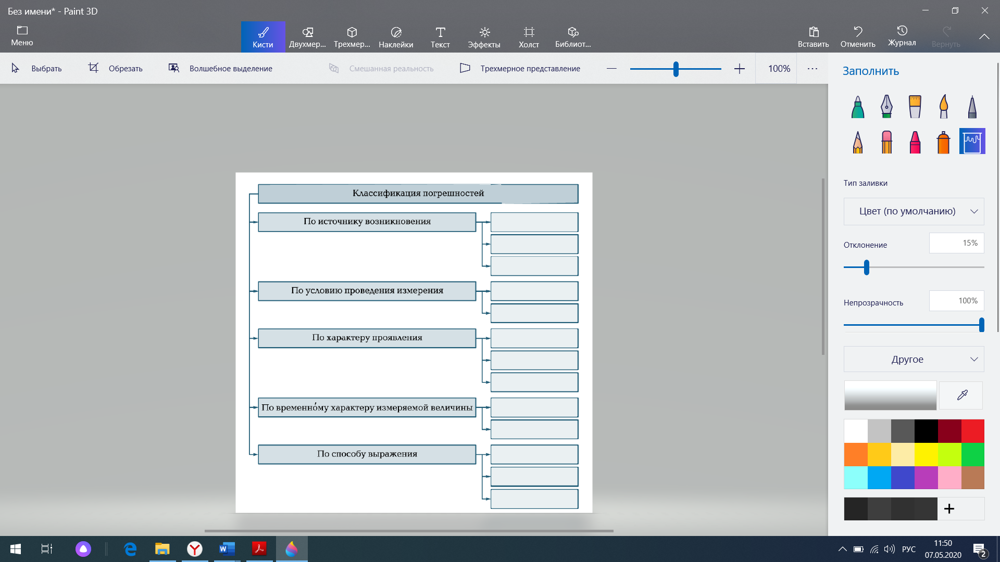 Без имени* - Paint 3D
Меню
Кисти
Двухмер...
Трехмер...
Наклейки
Текст
Эффекты
Холст
Библиот...
Вставить
Отменить
Журнал
Вернуть
Выбрать
Обрезать
Волшебное выделение
Смешанная реальность
Трехмерное представление
100%
Заполнить
Тип заливки
Цвет (по умолчанию)
Отклонение
15%
Непрозрачность
100%
Другое
Классификация погрешностей
По источнику возникновения
По условию проведения измерения
По характеру проявления
По временно́му характеру измеряемой величины
По способу выражения
РУС
11:50
07.05.2020
2